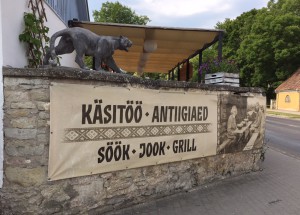 KÄSITÖÖ · ANTIIGIAED
SÖÖK · JOOK · GRILL